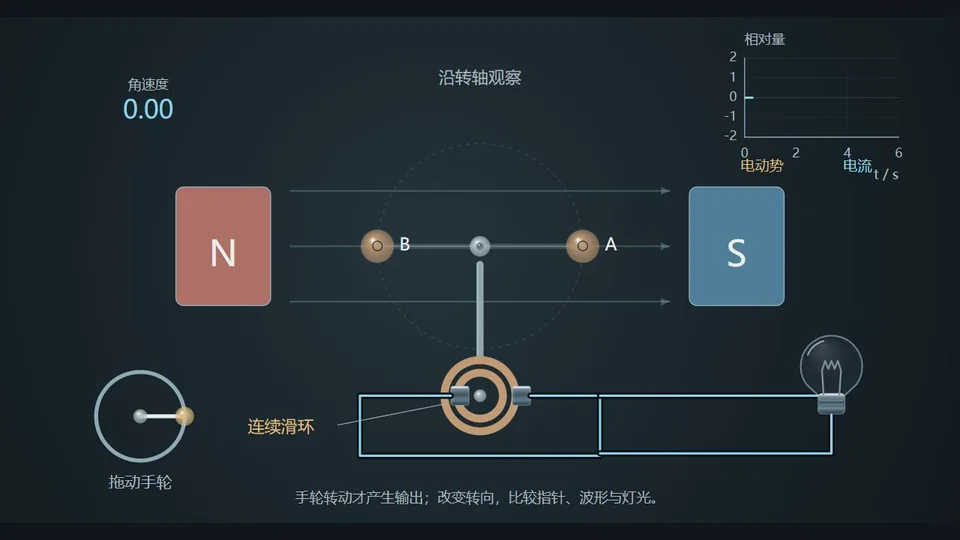 相对量
2
1
0
-1
-2
0 2 4 6
电动势 电流 t / s
角速度
0.00
沿转轴观察
N
B
A
S
连续滑环
拖动手轮
手轮转动才产生输出；改变转向，比较指针、波形与灯光。